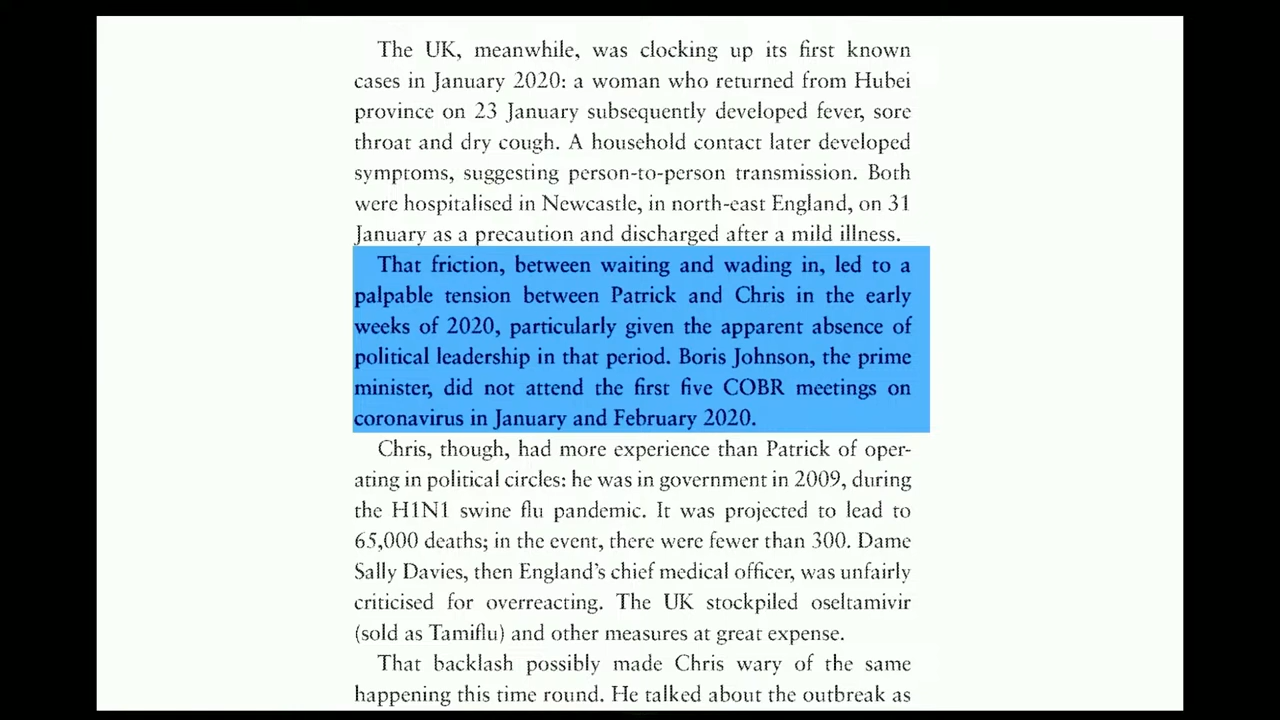 The UK, meanwhile, was clocking up its first known
cases in January 2020: a woman who returned from Hubei
province on 23 January subsequently developed fever, sore
throat and dry cough. A household contact later developed
symptoms, suggesting person-to-person transmission. Both
were hospitalised in Newcastle, in north-east England, on 31
January as a precaution and discharged after a mild illness.
That friction, between waiting and wading in, led to a
palpable tension between Patrick and Chris in the early
weeks of 2020, particularly given the apparent absence of
political leadership in that period. Boris Johnson, the prime
minister, did not attend the first five COBR meetings on
coronavirus in January and February 2020.
Chris, though, had more experience than Patrick of oper-
ating in political circles: he was in government in 2009, during
the H1N1 swine flu pandemic. It was projected to lead to
65,000 deaths; in the event, there were fewer than 300. Dame
Sally Davies, then England's chief medical officer, was unfairly
criticised for overreacting. The UK stockpiled oseltamivir
(sold as Tamiflu) and other measures at great expense.
That backlash possibly made Chris wary of the same
happening this time round. He talked about the outbreak as